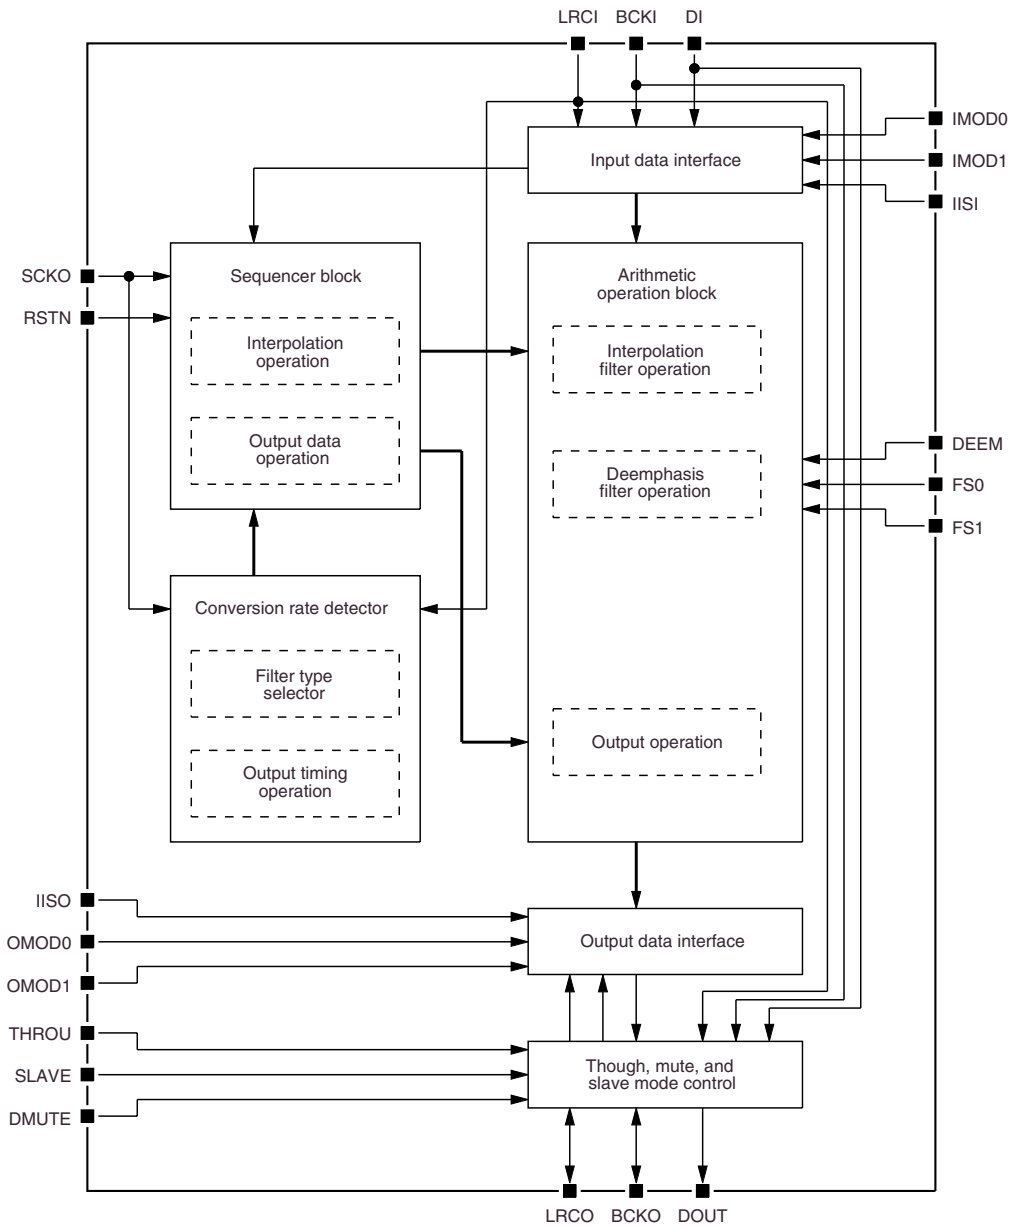 LRCI BCKI DI
IMOD0
Input data interface
IMOD1
IISI
SCKO
Sequencer block
Arithmetic
operation block
RSTN
Interpolation
operation
Interpolation
filter operation
Output data
operation
DEEM
Deemphasis
filter operation
FS0
FS1
Conversion rate detector
Filter type
selector
Output operation
Output timing
operation
IISO
OMOD0
Output data interface
OMOD1
THROU
Though, mute, and
slave mode control
SLAVE
DMUTE
LRCO BCKO DOUT